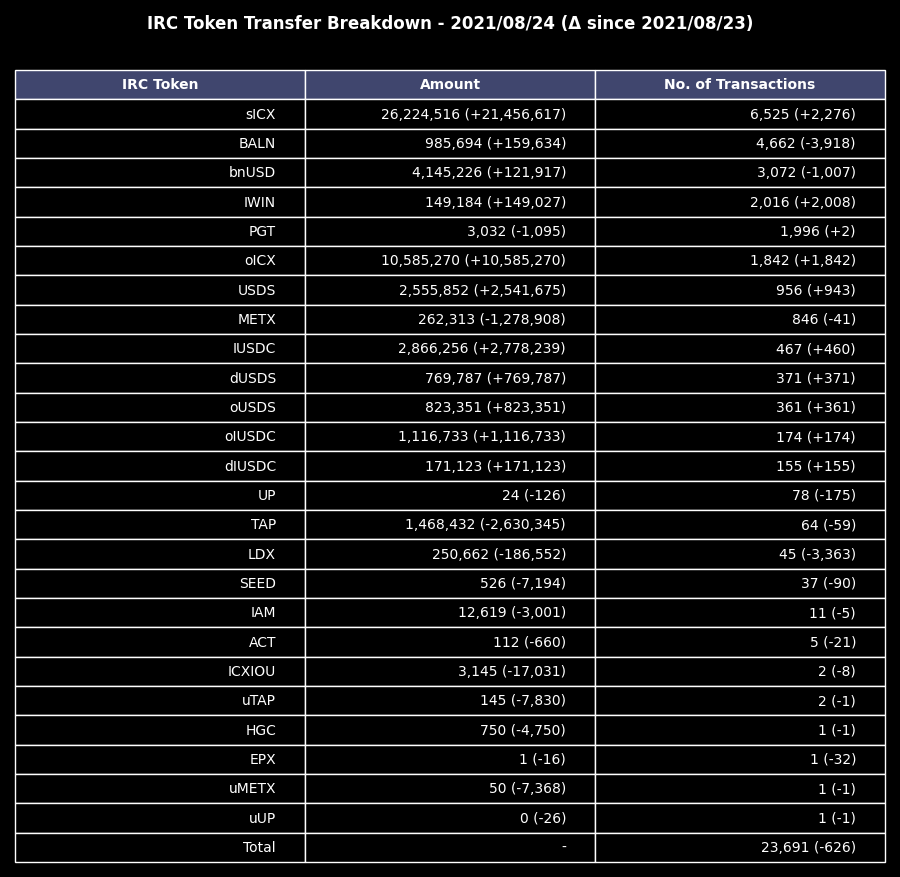 IRC Token Transfer Breakdown - 2021/08/24 (Δ since 2021/08/23)
IRC Token Amount No. of Transactions
sICX 26,224,516 (+21,456,617) 6,525 (+2,276)
BALN 985,694 (+159,634) 4,662 (-3,918)
bnUSD 4,145,226 (+121,917) 3,072 (-1,007)
IWIN 149,184 (+149,027) 2,016 (+2,008)
PGT 3,032 (-1,095) 1,996 (+2)
oICX 10,585,270 (+10,585,270) 1,842 (+1,842)
USDS 2,555,852 (+2,541,675) 956 (+943)
METX 262,313 (-1,278,908) 846 (-41)
IUSDC 2,866,256 (+2,778,239) 467 (+460)
dUSDS 769,787 (+769,787) 371 (+371)
oUSDS 823,351 (+823,351) 361 (+361)
oIUSDC 1,116,733 (+1,116,733) 174 (+174)
dIUSDC 171,123 (+171,123) 155 (+155)
UP 24 (-126) 78 (-175)
TAP 1,468,432 (-2,630,345) 64 (-59)
LDX 250,662 (-186,552) 45 (-3,363)
SEED 526 (-7,194) 37 (-90)
IAM 12,619 (-3,001) 11 (-5)
ACT 112 (-660) 5 (-21)
ICXIOU 3,145 (-17,031) 2 (-8)
uTAP 145 (-7,830) 2 (-1)
HGC 750 (-4,750) 1 (-1)
EPX 1 (-16) 1 (-32)
uMETX 50 (-7,368) 1 (-1)
uUP 0 (-26) 1 (-1)
Total - 23,691 (-626)